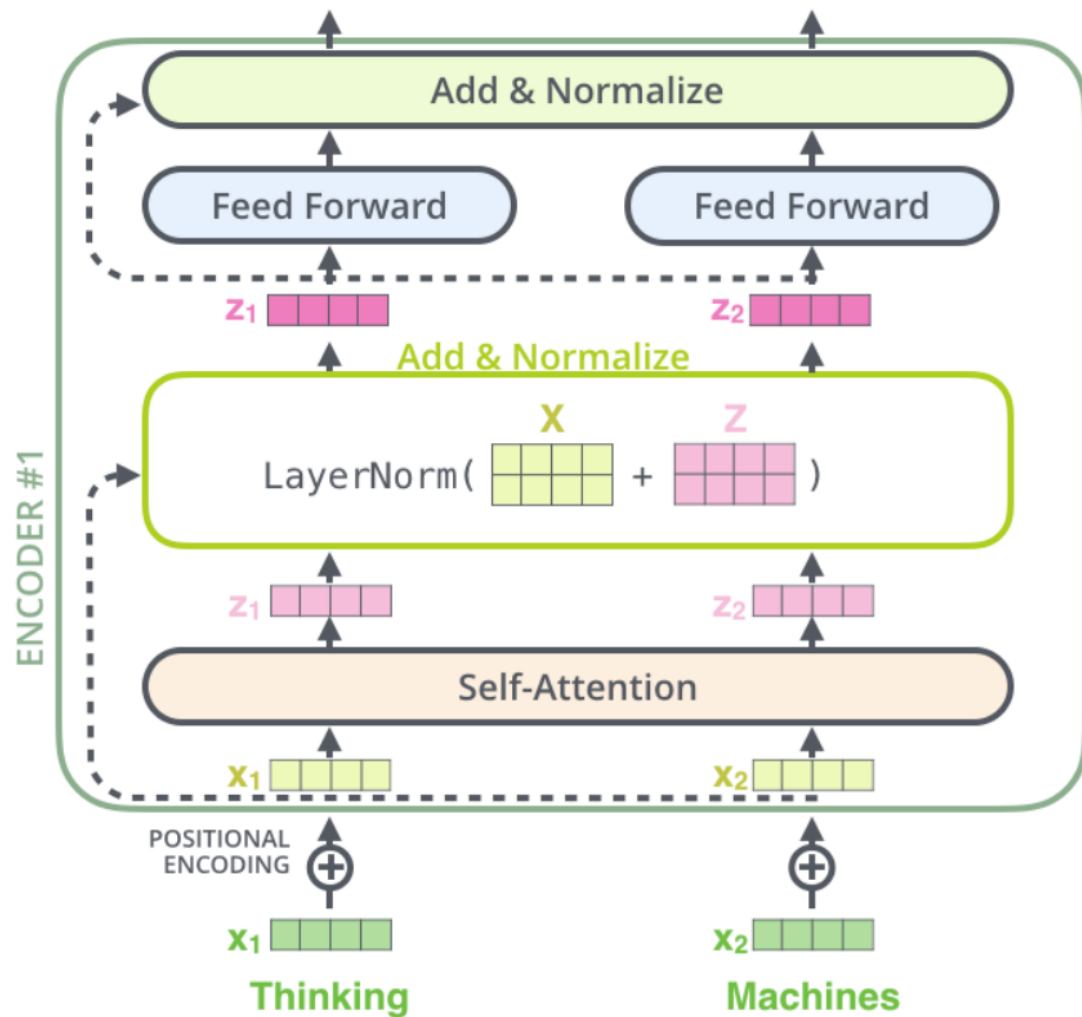 Add & Normalize
Feed Forward Feed Forward
z1 z2
Add & Normalize
X Z
LayerNorm( + )
ENCODER #1
z1 z2
Self-Attention
x1 x2
POSITIONAL
ENCODING
x1 x2
Thinking Machines